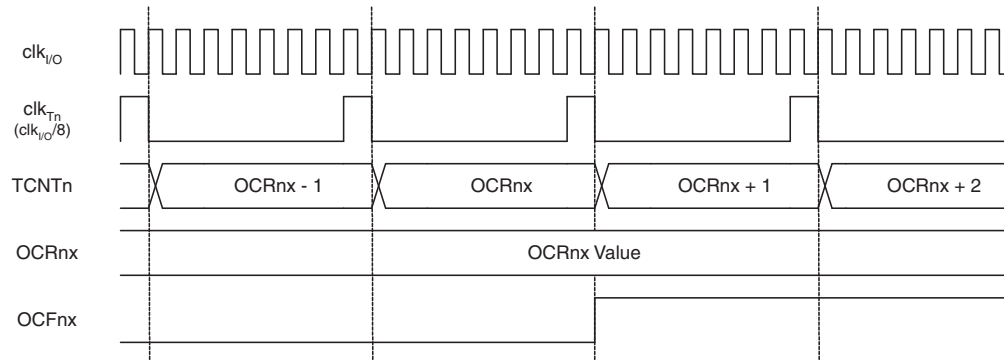 clkI/O
clkTn
(clkI/O/8)
TCNTn OCRnx - 1 OCRnx OCRnx + 1 OCRnx + 2
OCRnx OCRnx Value
OCFnx